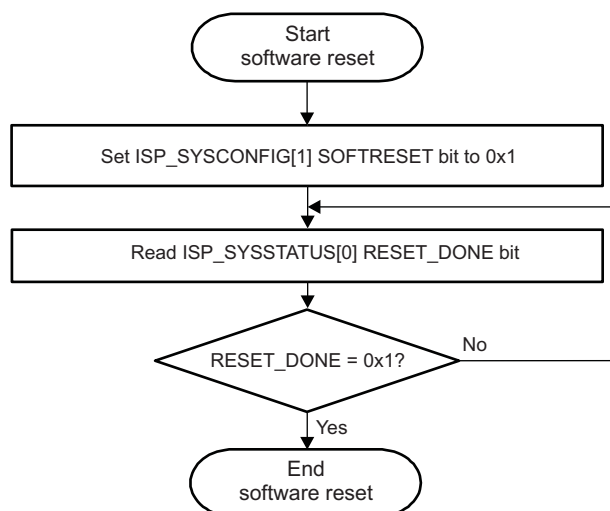 Start
software reset
Set ISP_SYSCONFIG[1] SOFTRESET bit to 0x1
Read ISP_SYSSTATUS[0] RESET_DONE bit
RESET_DONE = 0x1?
No
Yes
End
software reset